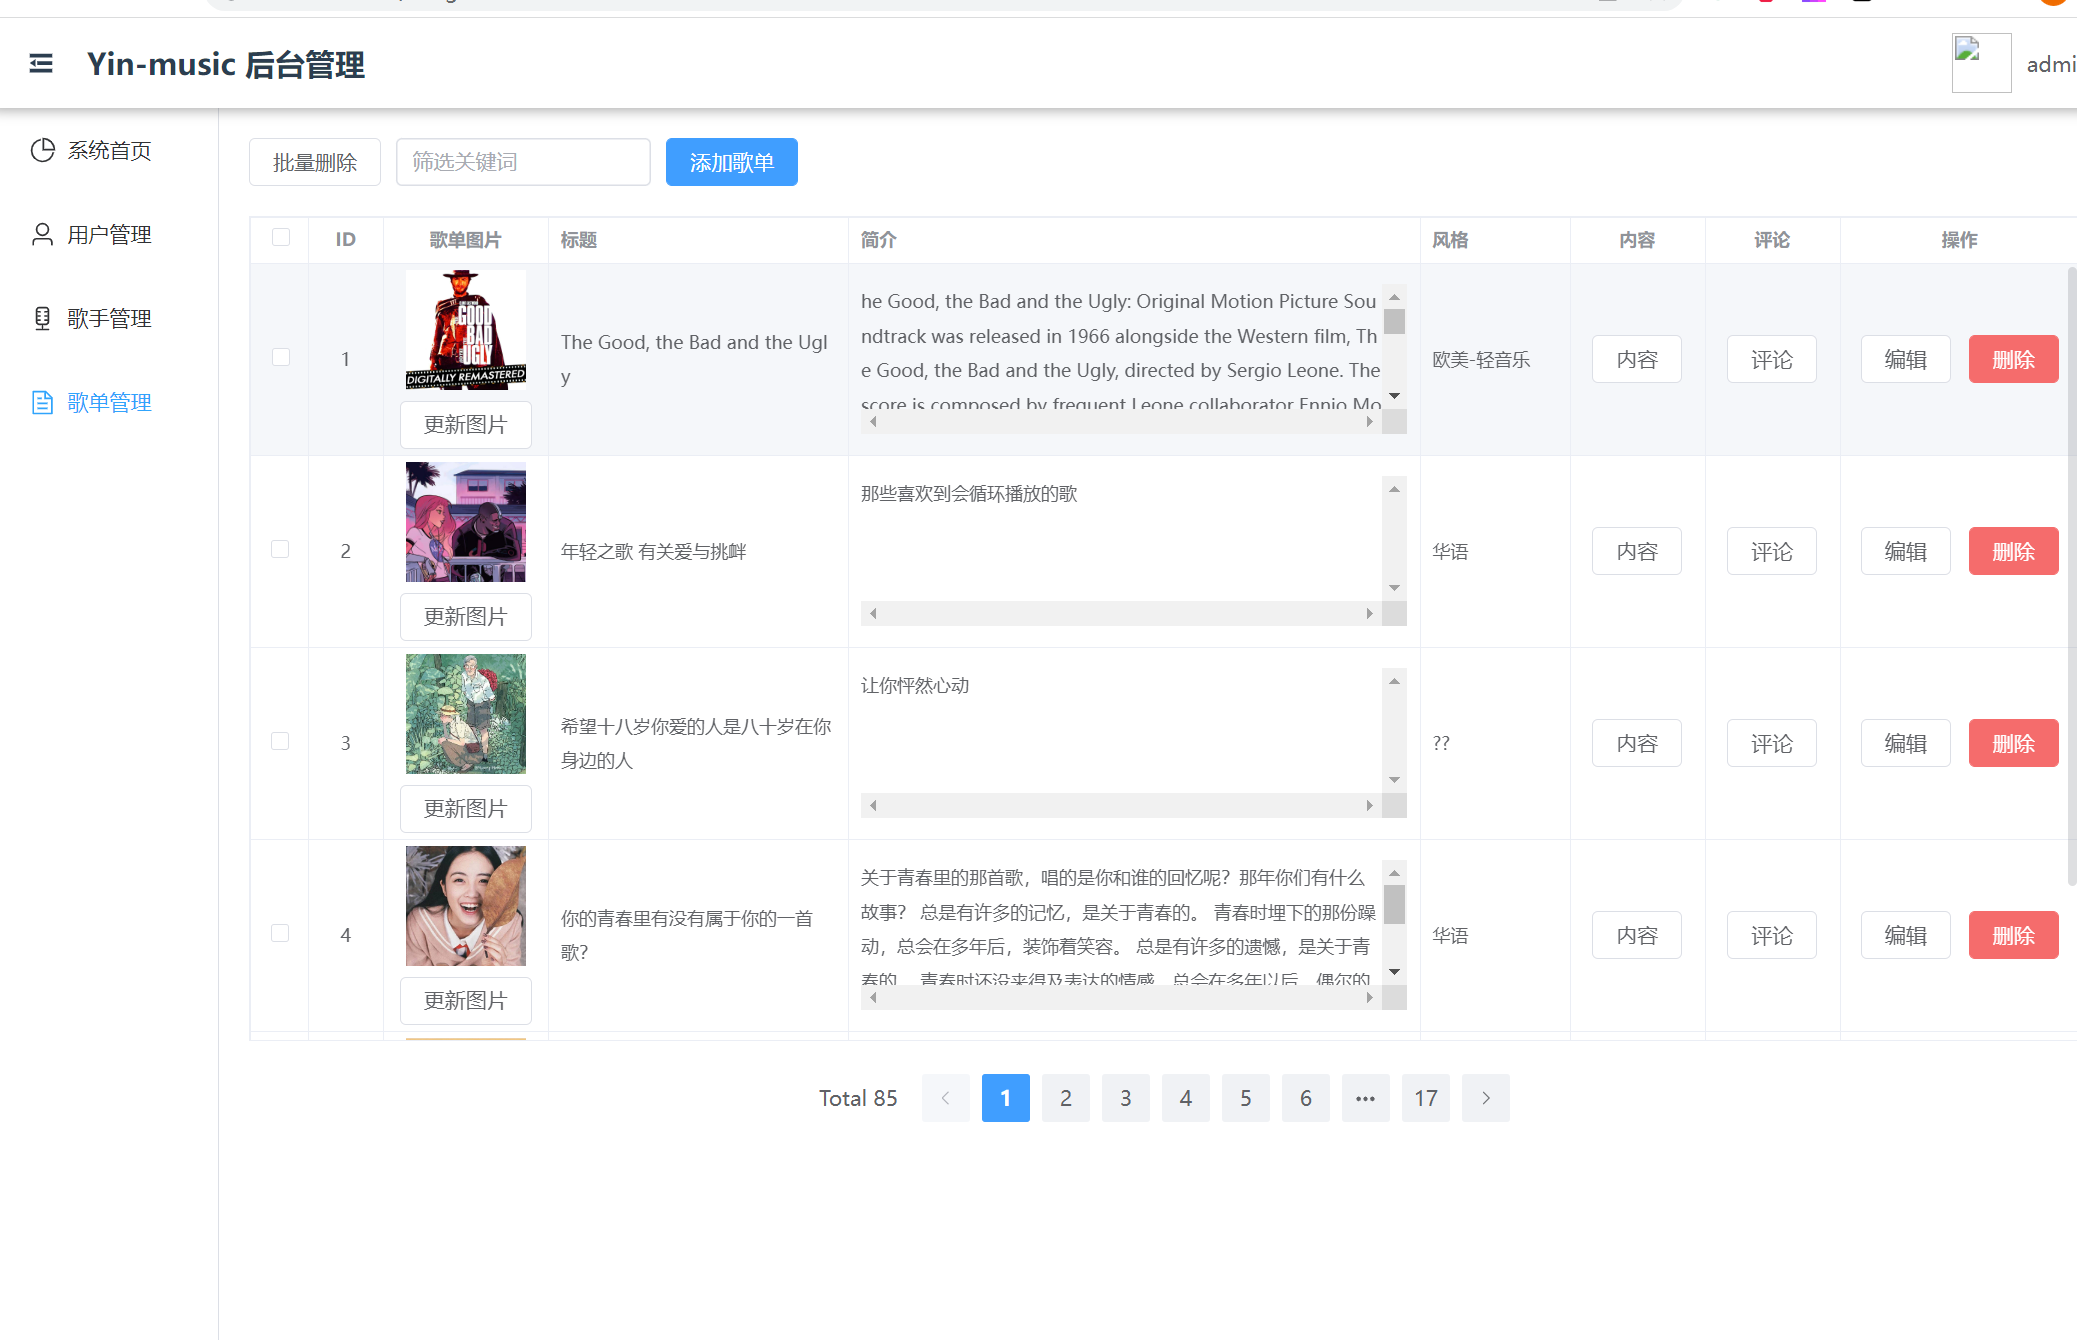 Yin-music 后台管理
admi
系统首页
用户管理
歌手管理
歌单管理
批量删除
筛选关键词
添加歌单
ID
歌单图片
标题
简介
风格
内容
评论
操作
1
GOOD
BAD
UGLY
DIGITALLY REMASTERED
更新图片
The Good, the Bad and the Ugl
y
he Good, the Bad and the Ugly: Original Motion Picture Sou
ndtrack was released in 1966 alongside the Western film, Th
e Good, the Bad and the Ugly, directed by Sergio Leone. The
score is composed by frequent Leone collaborator Ennio Mo
欧美-轻音乐
内容
评论
编辑
删除
2
更新图片
年轻之歌 有关爱与挑衅
那些喜欢到会循环播放的歌
华语
内容
评论
编辑
删除
3
更新图片
希望十八岁你爱的人是八十岁在你
身边的人
让你怦然心动
??
内容
评论
编辑
删除
4
更新图片
你的青春里有没有属于你的一首
歌？
关于青春里的那首歌，唱的是你和谁的回忆呢？那年你们有什么
故事？ 总是有许多的记忆，是关于青春的。 青春时埋下的那份躁
动，总会在多年后，装饰着笑容。 总是有许多的遗憾，是关于青
春的。 青春时还没来得及表达的情感，总会在多年以后，偶尔的
华语
内容
评论
编辑
删除
Total 85
1
2
3
4
5
6
•••
17